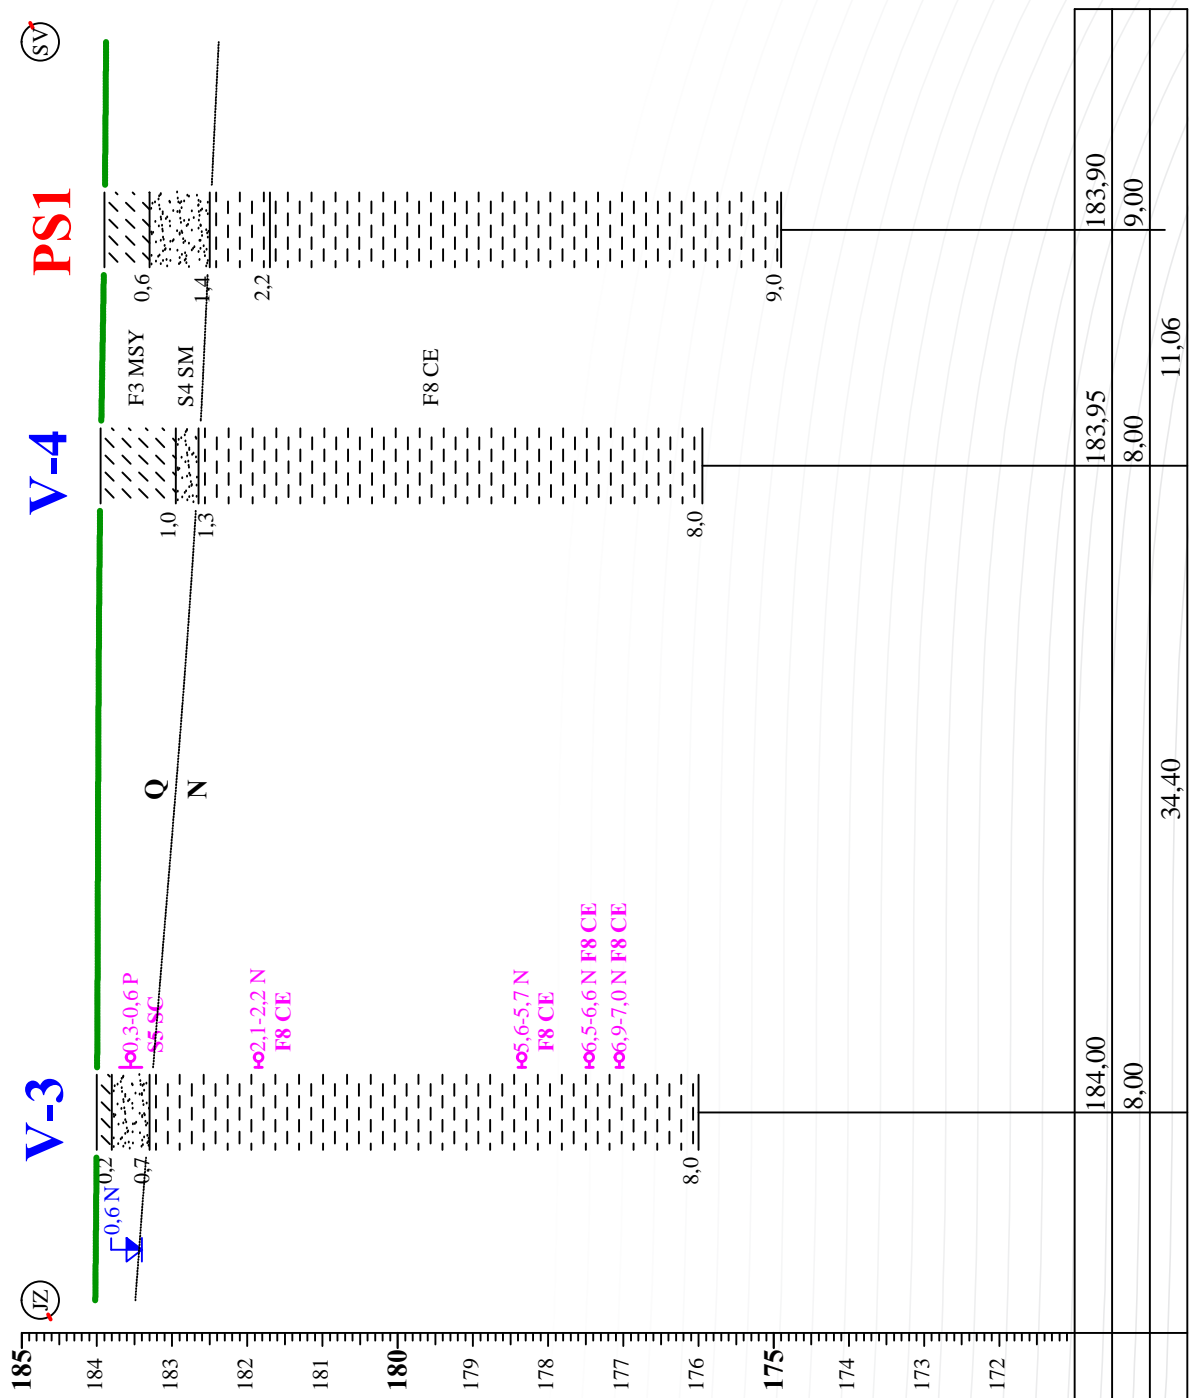 JZ
SV
V-3
V-4
PS1
185
184
183
182
181
180
179
178
177
176
175
174
173
172
0,6 N
0,2
0,7
8,0
0,3-0,6 P
S5 SC
2,1-2,2 N
F8 CE
5,6-5,7 N
F8 CE
6,5-6,6 N F8 CE
6,9-7,0 N F8 CE
Q
N
1,0
1,3
8,0
F3 MSY
S4 SM
F8 CE
0,6
1,4
2,2
9,0
184,00
183,95
183,90
8,00
8,00
9,00
34,40
11,06